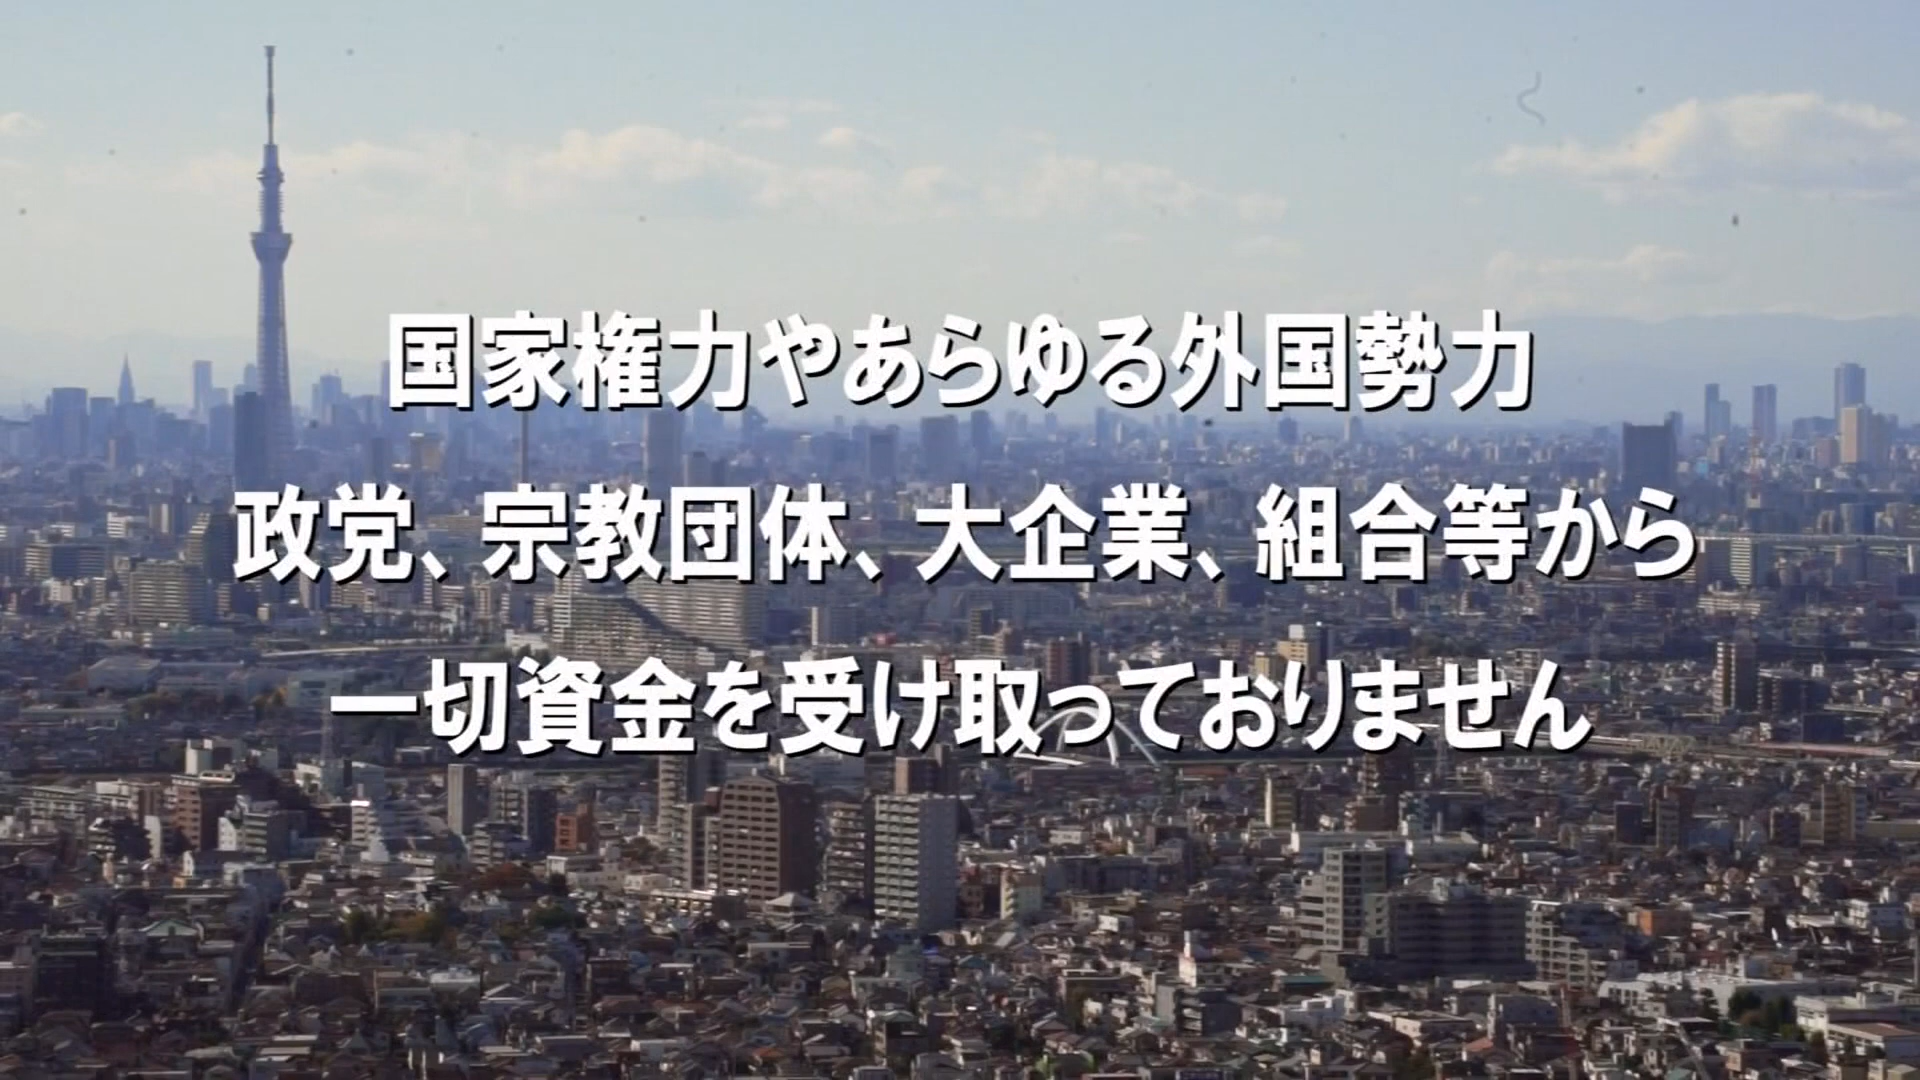 国家権力やあらゆる外国勢力
政党、宗教団体、大企業、組合等から
一切資金を受け取っておりません